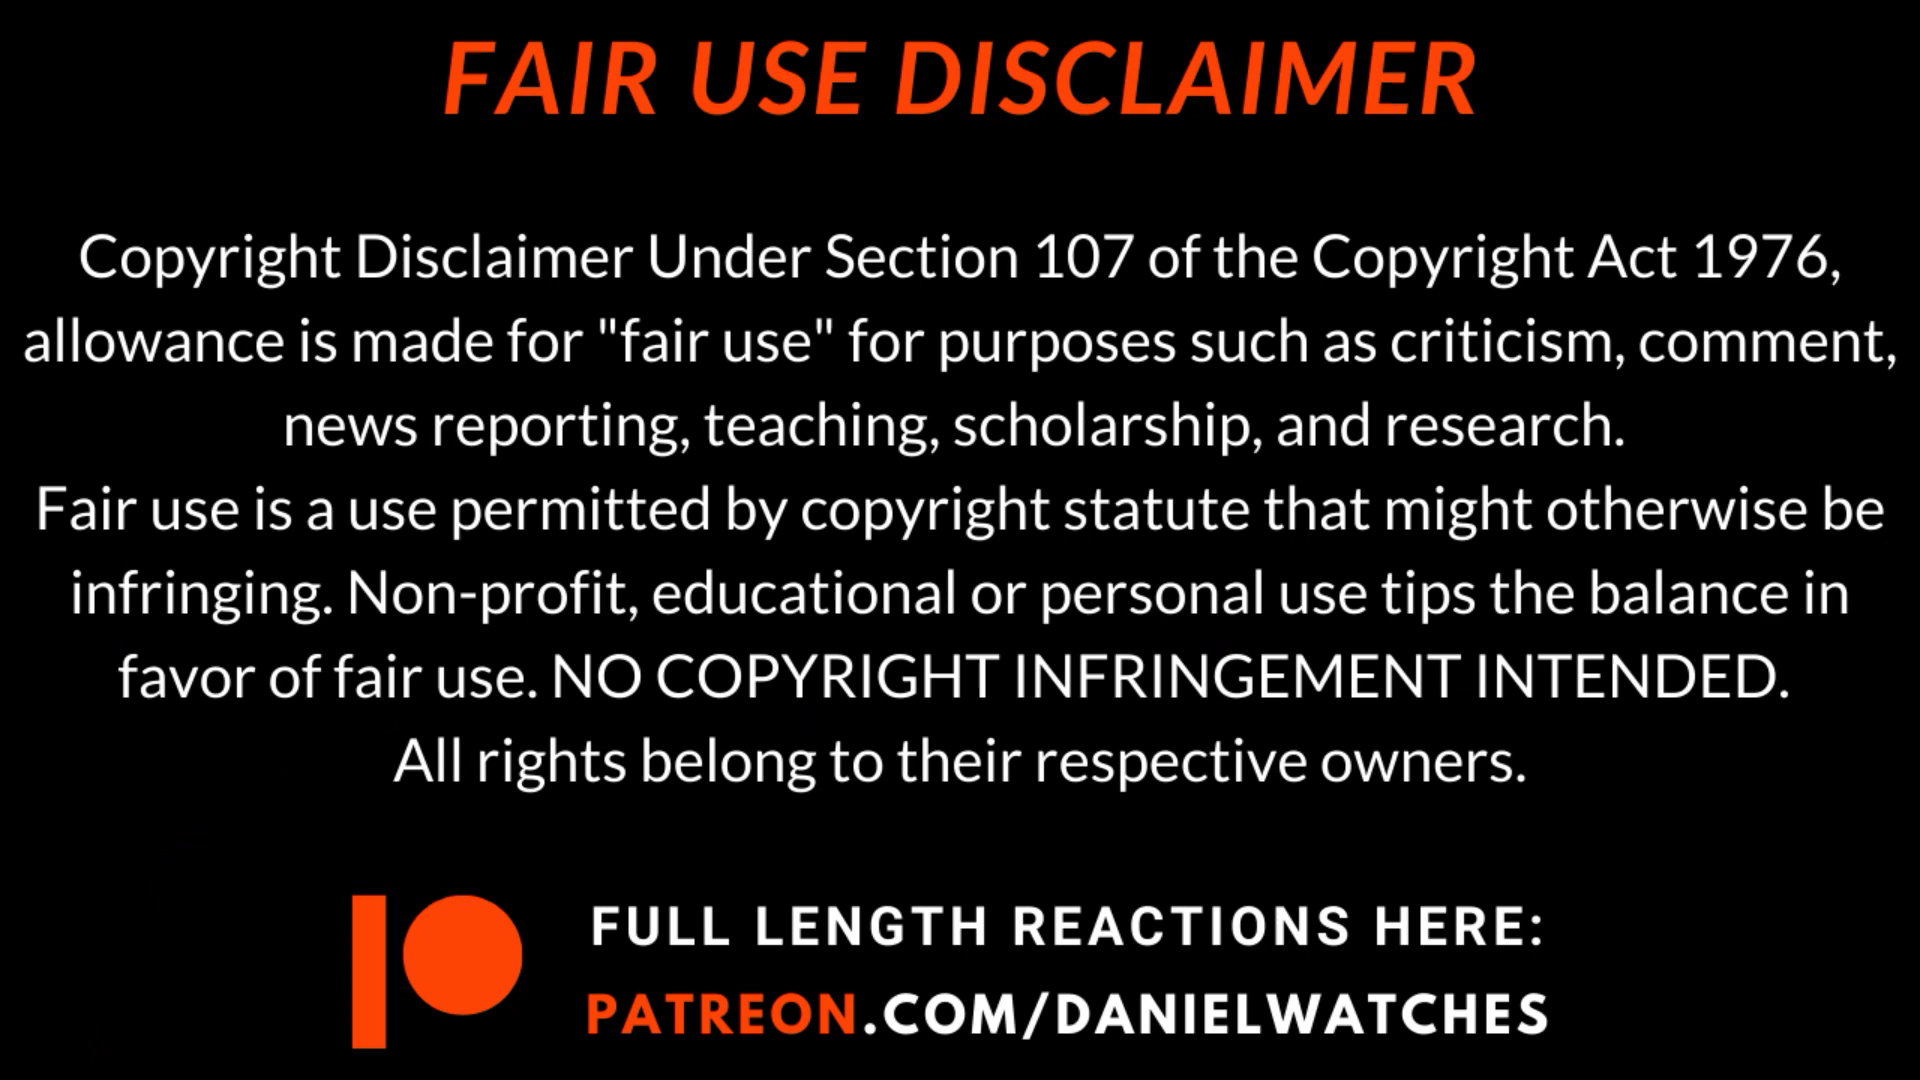 FAIR USE DISCLAIMER
Copyright Disclaimer Under Section 107 of the Copyright Act 1976,
allowance is made for "fair use" for purposes such as criticism, comment,
news reporting, teaching, scholarship, and research.
Fair use is a use permitted by copyright statute that might otherwise be
infringing. Non-profit, educational or personal use tips the balance in
favor of fair use. NO COPYRIGHT INFRINGEMENT INTENDED.
All rights belong to their respective owners.
FULL LENGTH REACTIONS HERE:
PATREON.COM/DANIELWATCHES